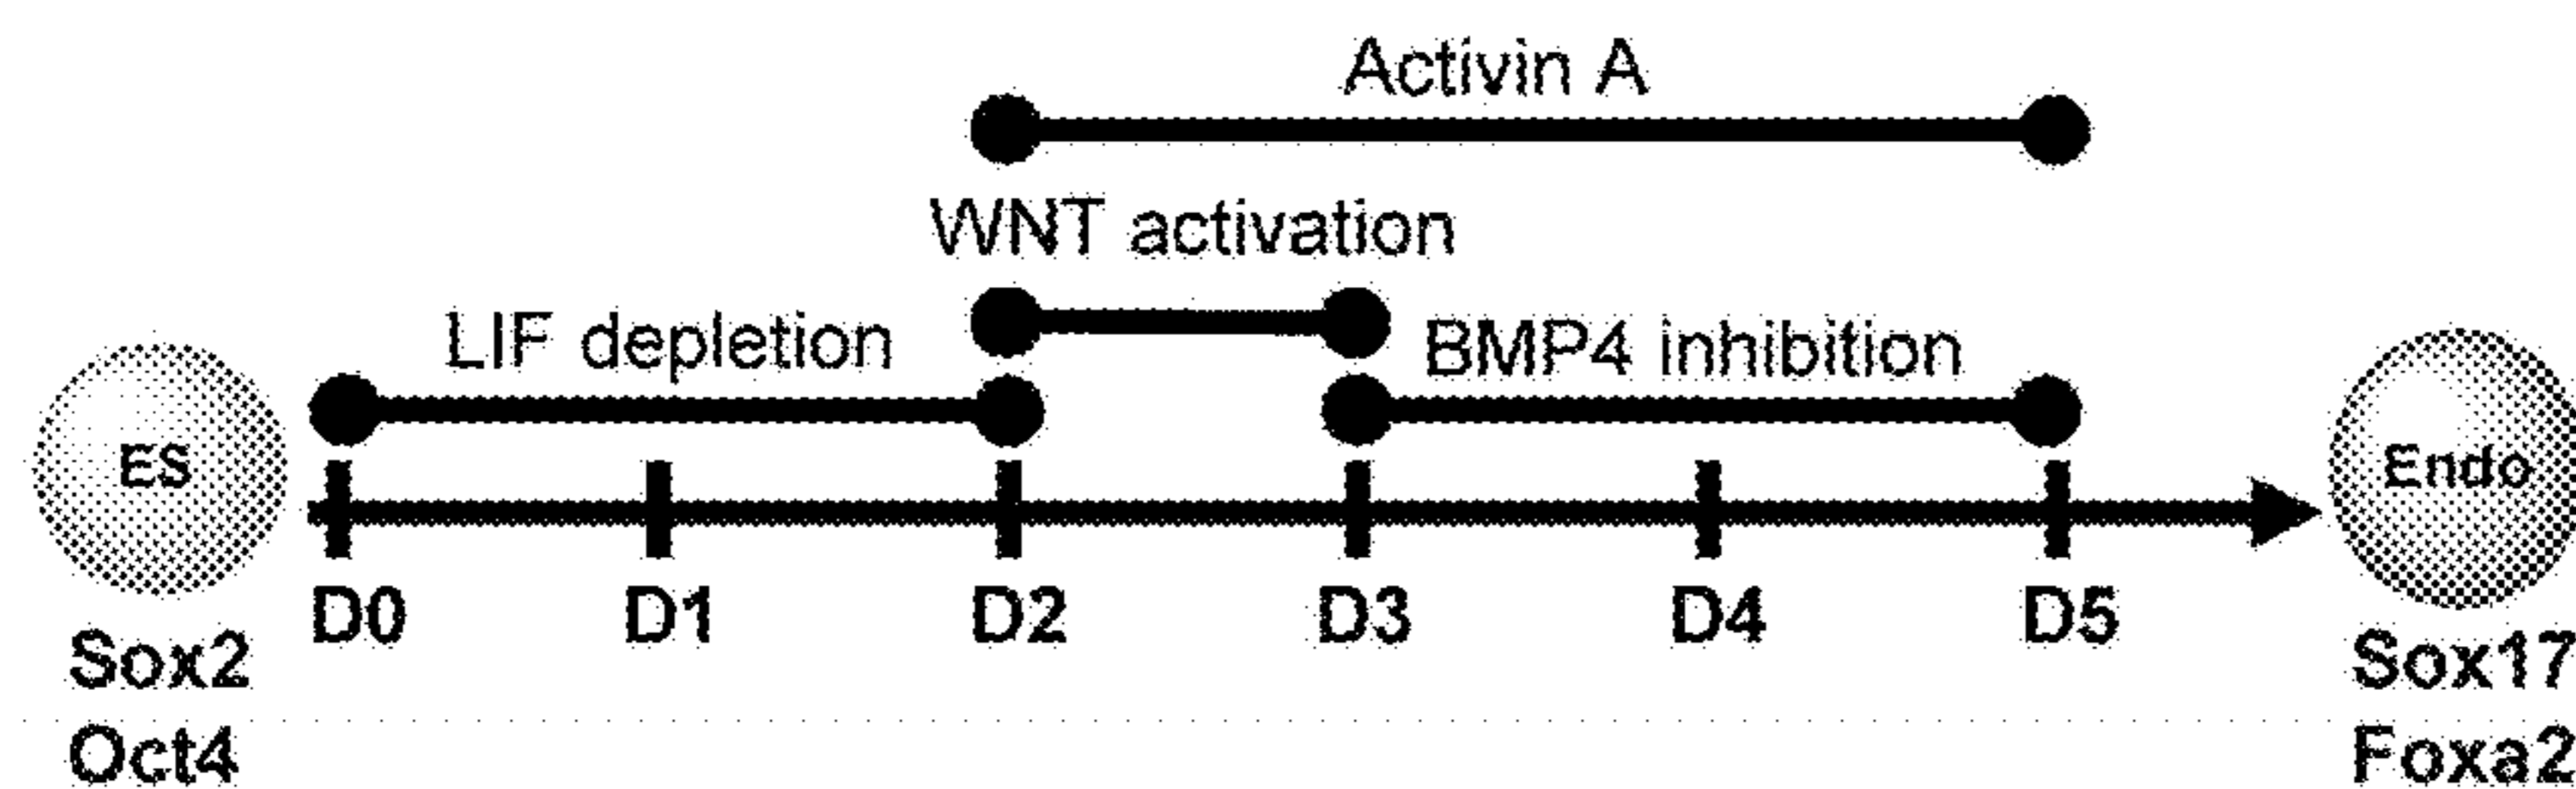 Activin A
WNT activation
LIF depletion
BMP4 inhibition
ES
Endo
D0 D1 D2 D3 D4 D5
Sox2
Oct4
Sox17
Foxa2